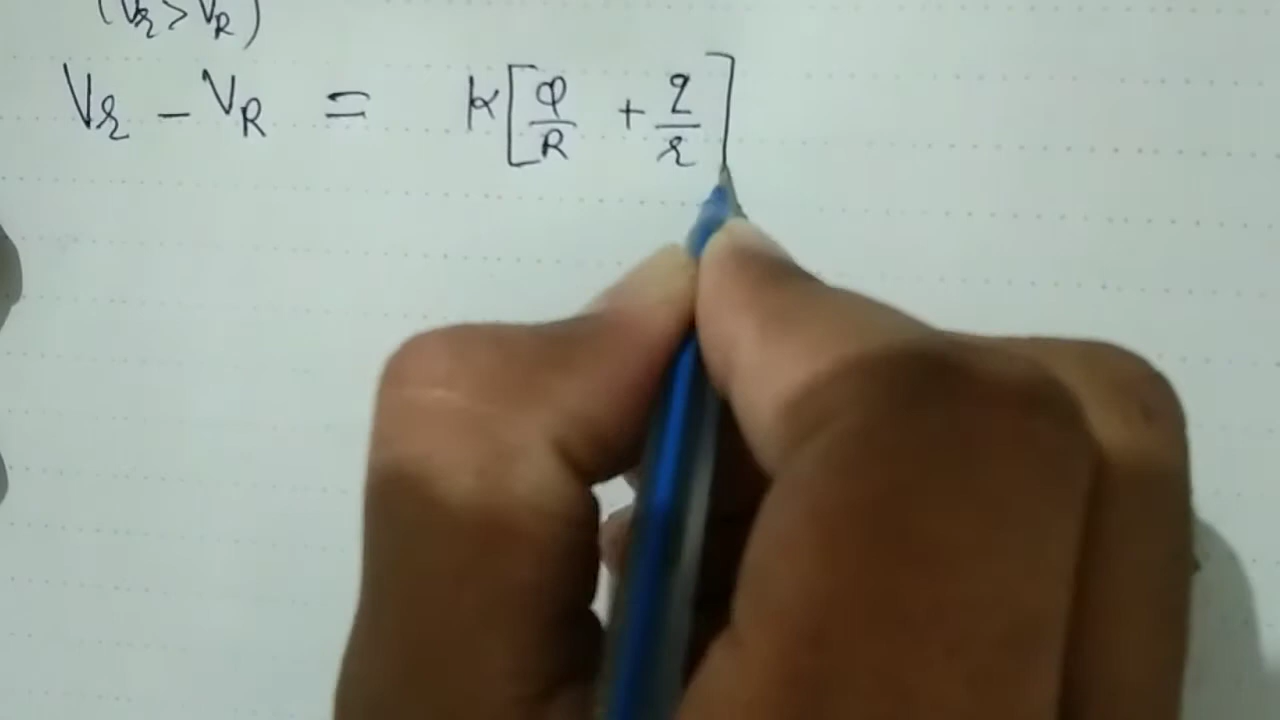 (Vr > VR)
Vr - VR = K[Q/R + q/r]